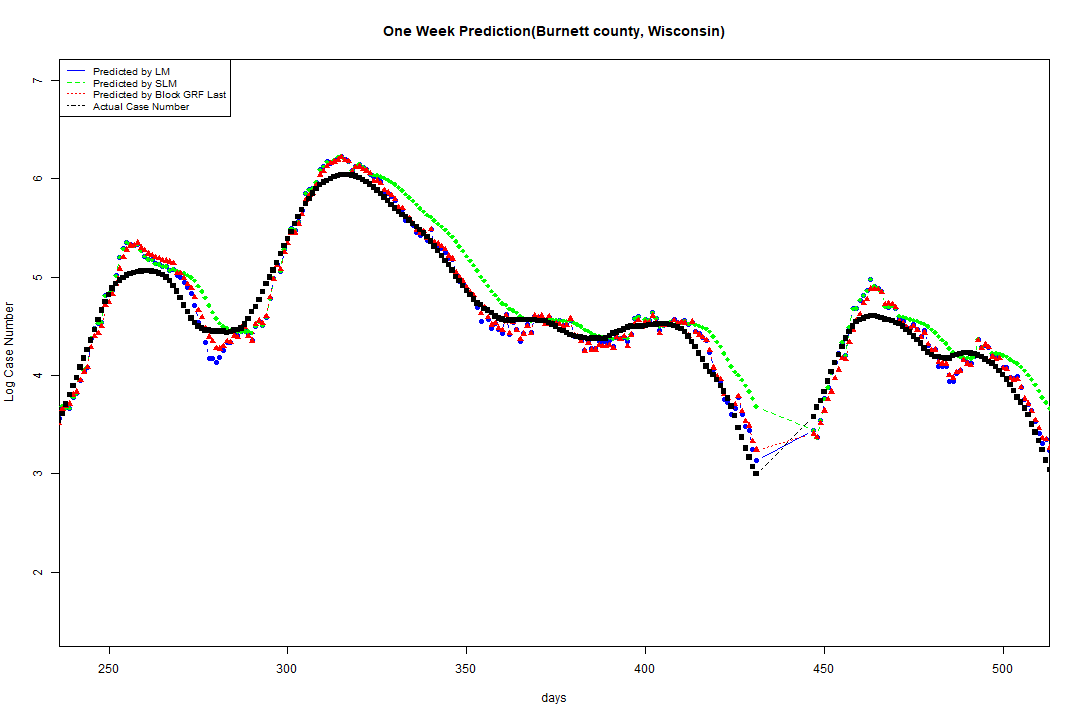 One Week Prediction(Burnett county, Wisconsin)
Predicted by LM
Predicted by SLM
Predicted by Block GRF Last
Actual Case Number
7
6
5
4
3
2
Log Case Number
250 300 350 400 450 500
days